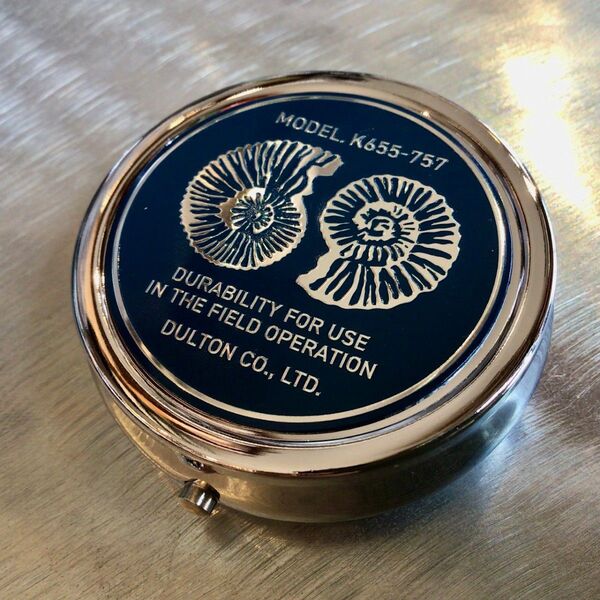 MODEL. K655-757
DURABILITY FOR USE
IN THE FIELD OPERATION
DULTON CO., LTD.